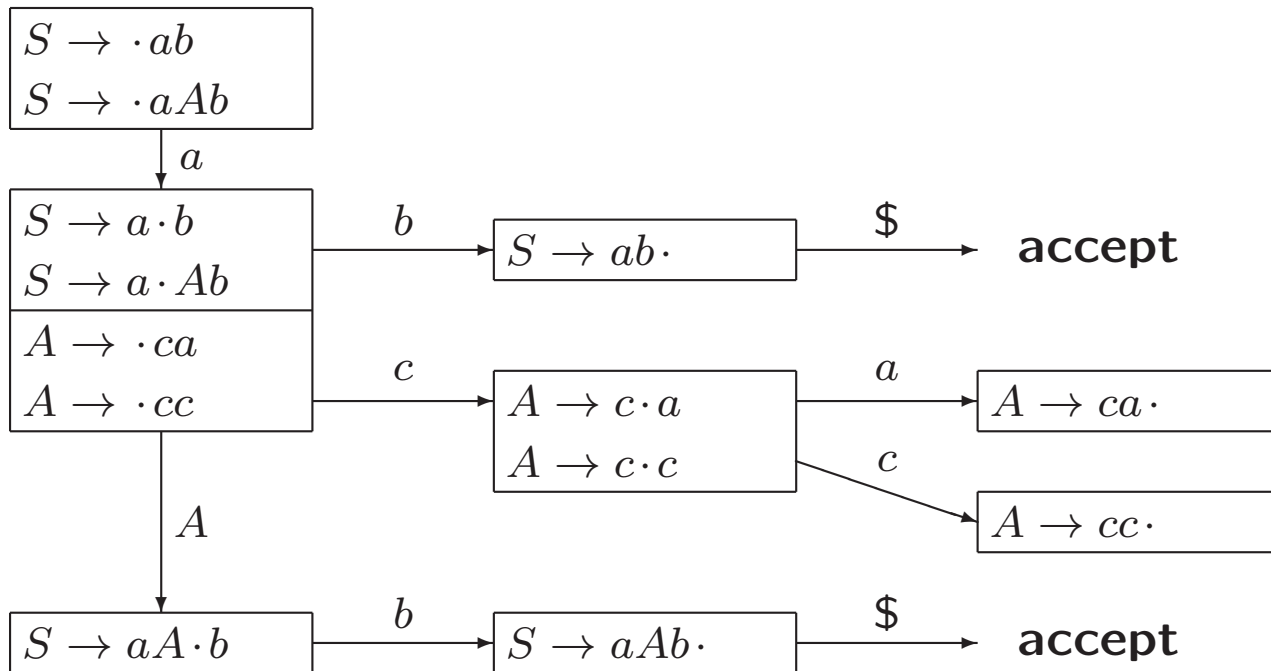 S → ·ab
S → ·aAb
a
S → a·b
S → a·Ab
b
S → ab·
$
accept
A → ·ca
A → ·cc
c
A → c·a
A → c·c
a
A → ca·
c
A → cc·
A
S → aA·b
b
S → aAb·
$
accept